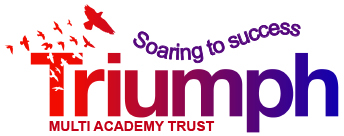 Soaring to success
Triumph
MULTI ACADEMY TRUST